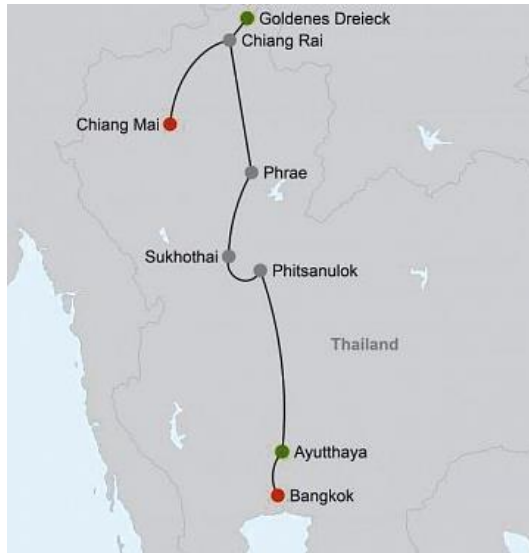 Goldenes Dreieck
Chiang Rai
Chiang Mai
Phrae
Sukhothai
Phitsanulok
Thailand
Ayutthaya
Bangkok